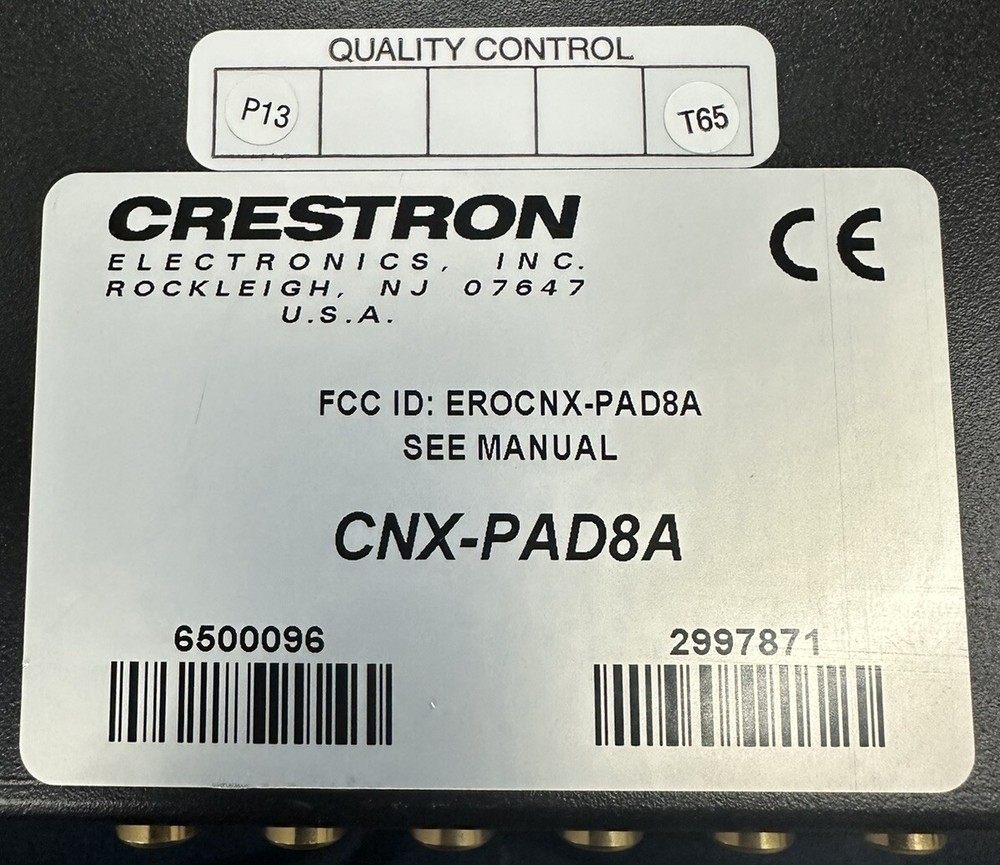 QUALITY CONTROL
P13 T65
CRESTRON
ELECTRONICS, INC.
ROCKLEIGH, NJ 07647
U.S.A.
CE
FCC ID: EROCNX-PAD8A
SEE MANUAL
CNX-PAD8A
6500096 2997871